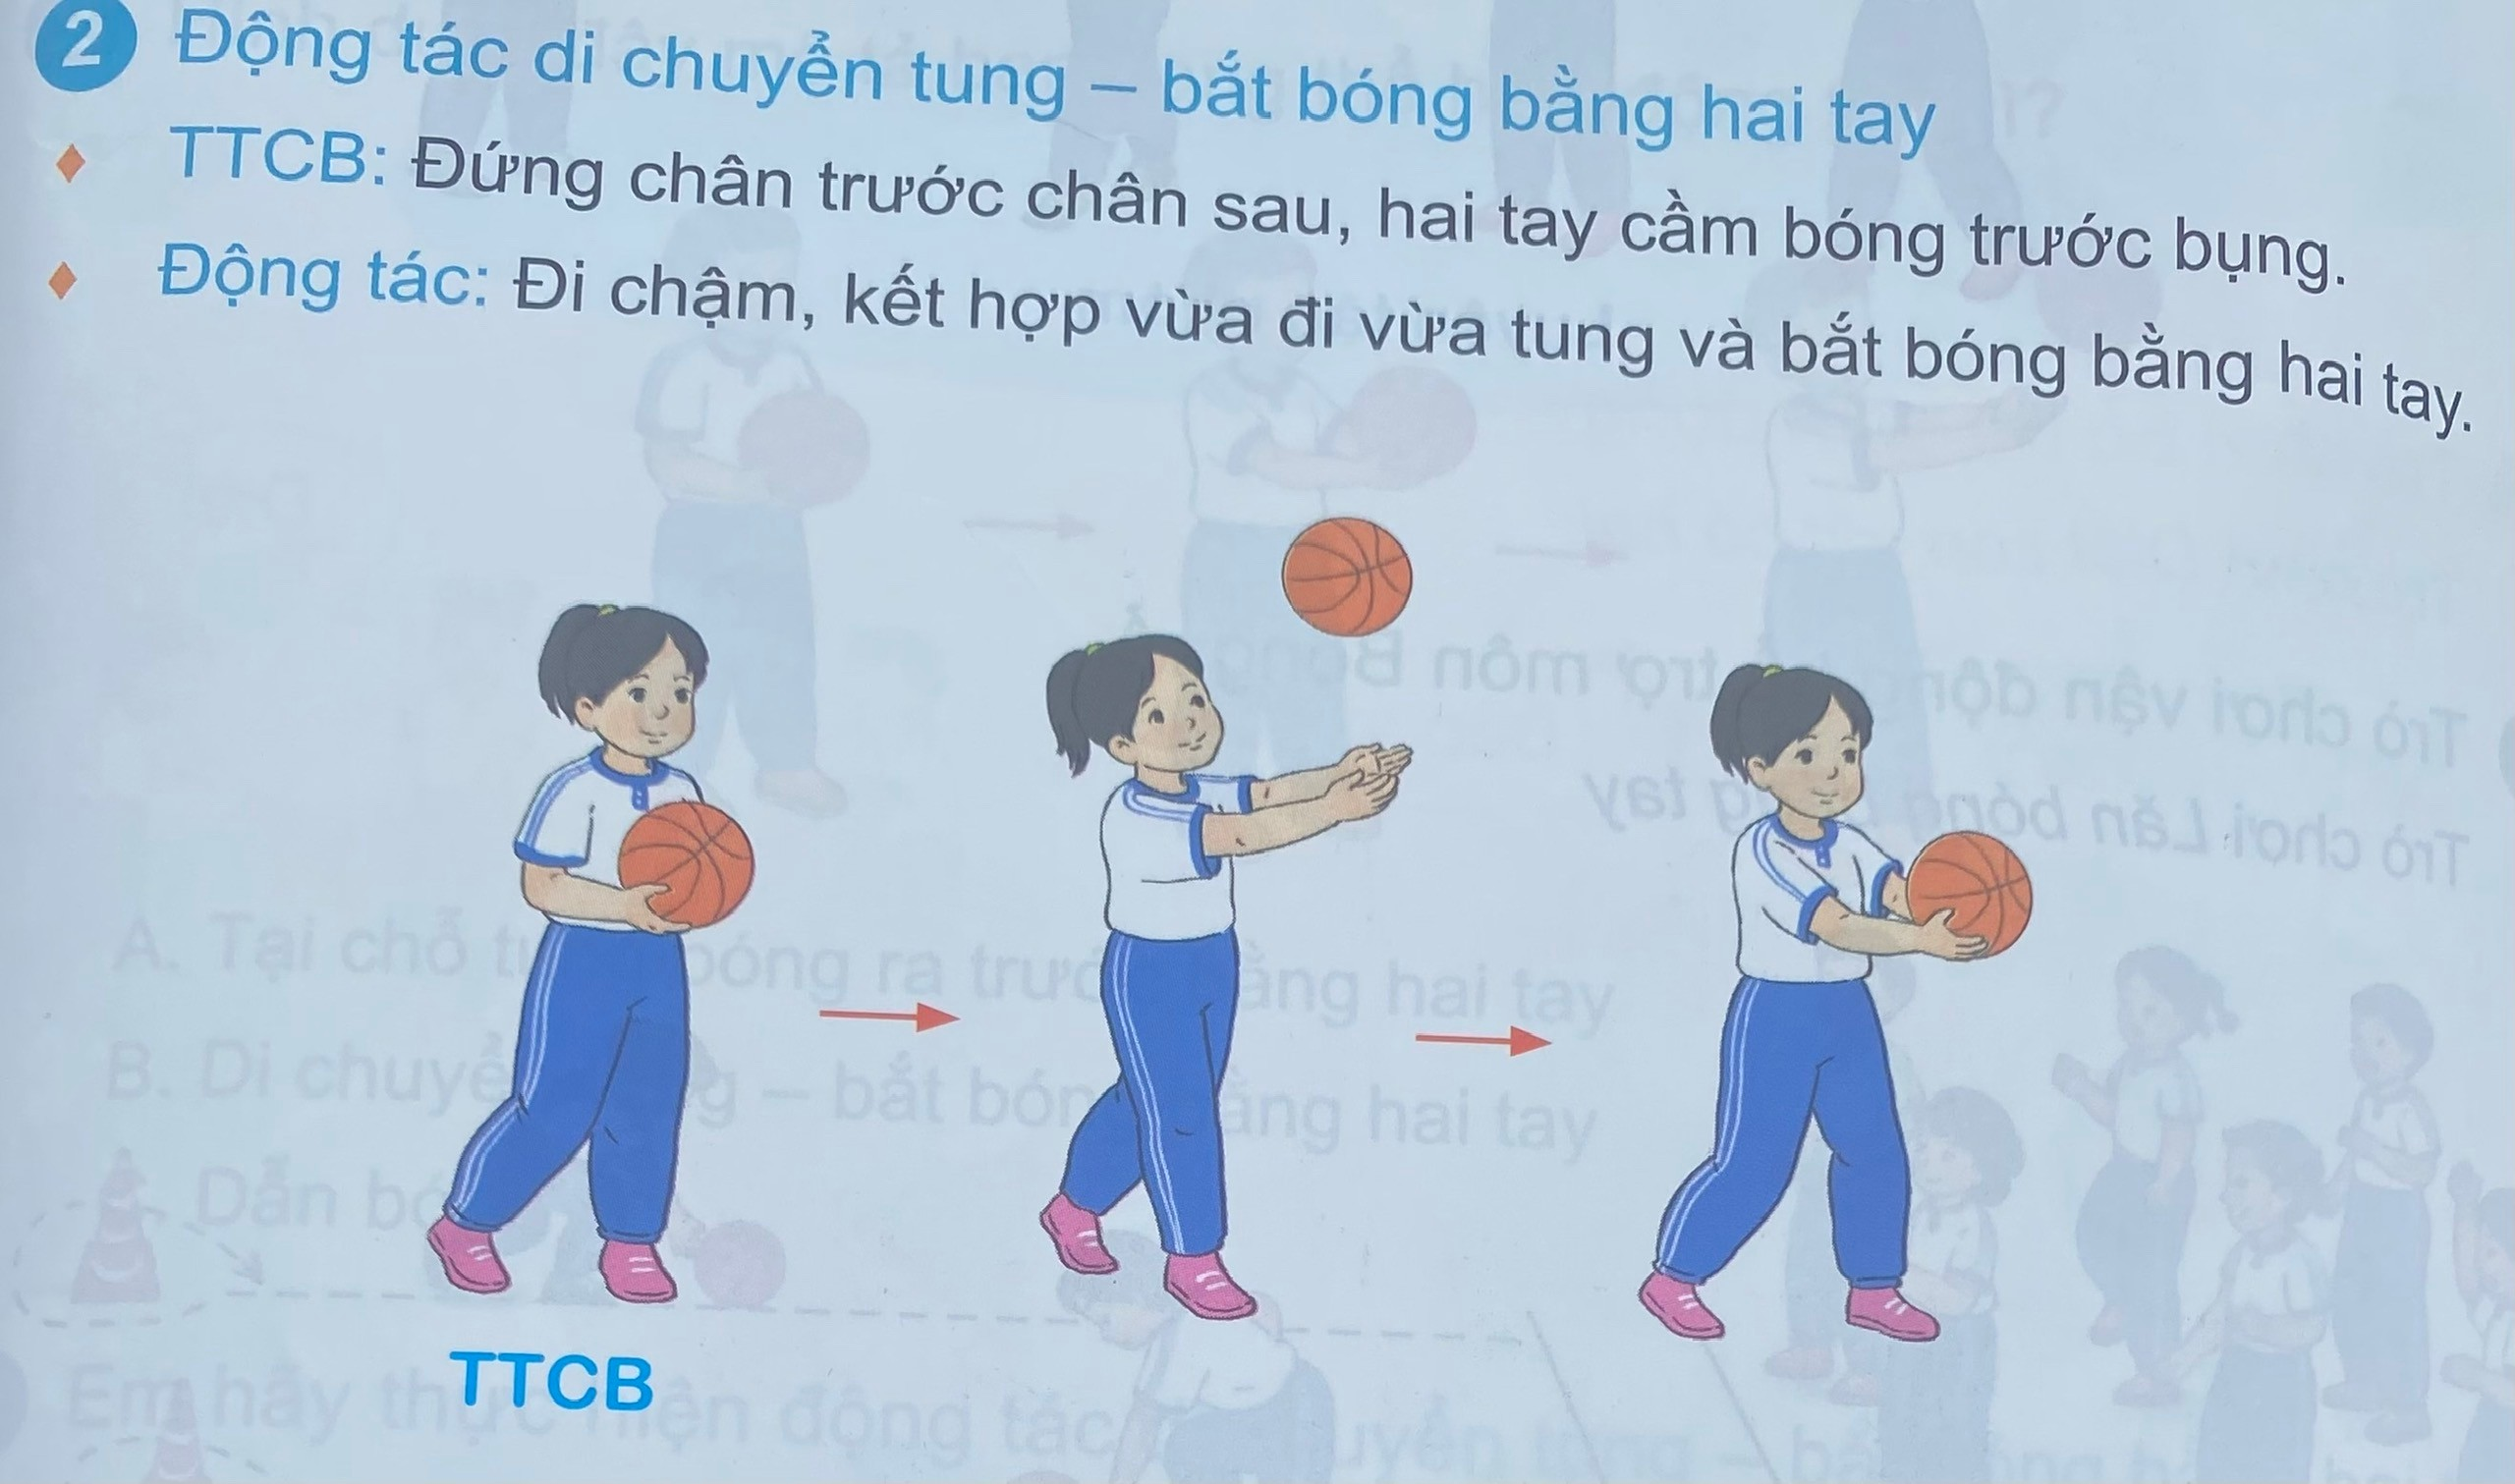 2 Động tác di chuyển tung – bắt bóng bằng hai tay
TTCB: Đứng chân trước chân sau, hai tay cầm bóng trước bụng.
Động tác: Đi chậm, kết hợp vừa đi vừa tung và bắt bóng bằng hai tay.
TTCB